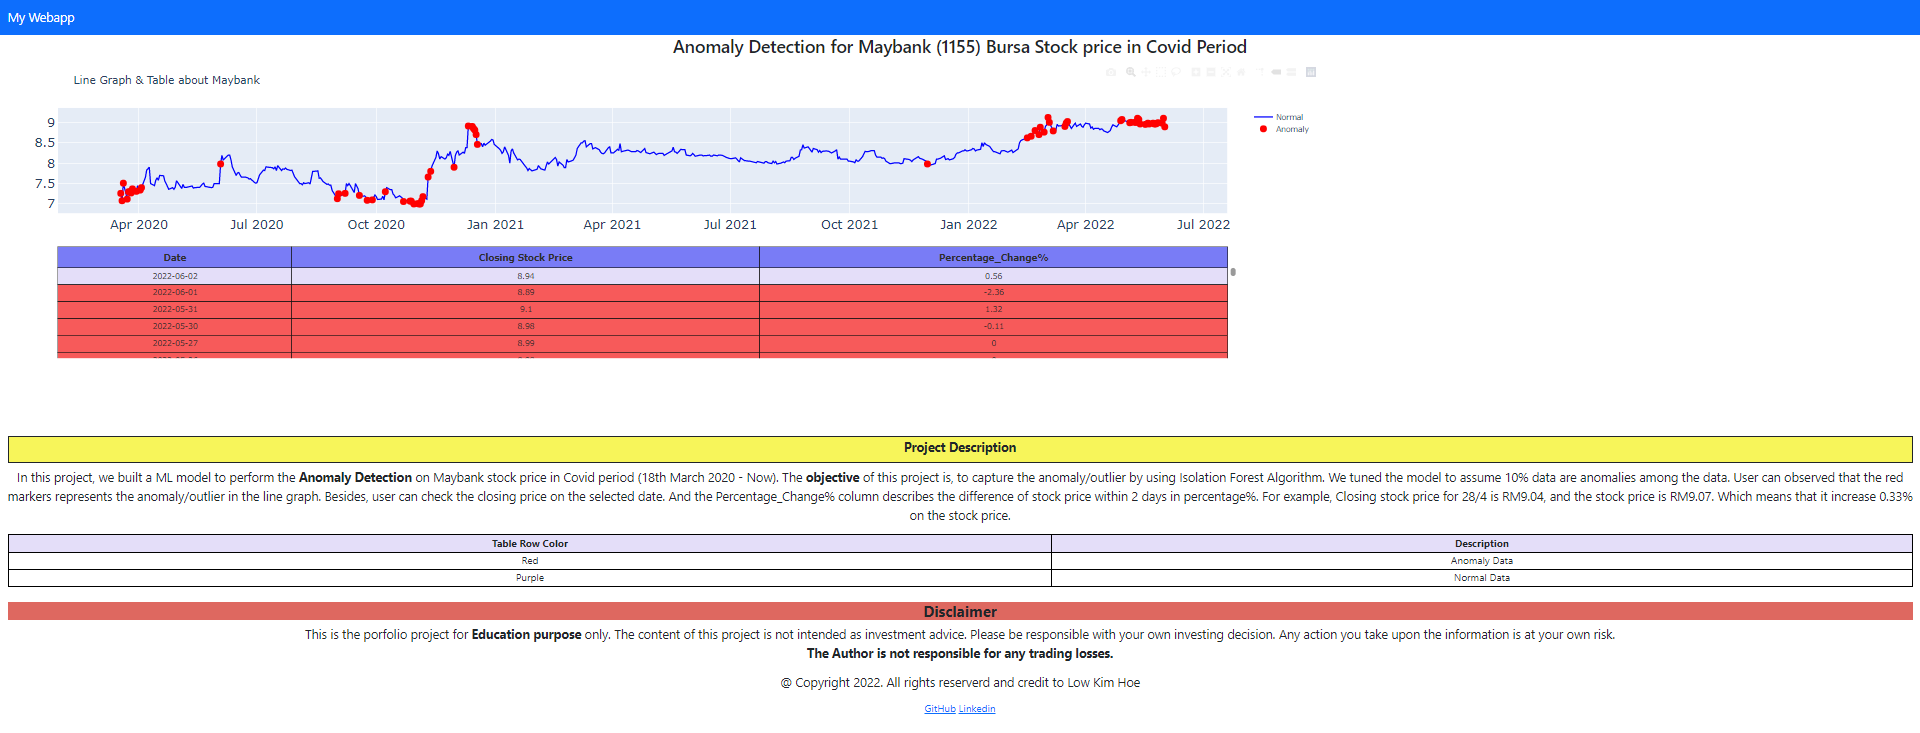 My Webapp
Anomaly Detection for Maybank (1155) Bursa Stock price in Covid Period
Line Graph & Table about Maybank
9
8.5
8
7.5
7
Apr 2020 Jul 2020 Oct 2020 Jan 2021 Apr 2021 Jul 2021 Oct 2021 Jan 2022 Apr 2022 Jul 2022
Normal
Anomaly
Date Closing Stock Price Percentage_Change%
2022-06-02 8.94 0.56
2022-06-01 8.89 -2.36
2022-05-31 9.1 1.32
2022-05-30 8.98 -0.11
2022-05-27 8.99 0
Project Description
In this project, we built a ML model to perform the Anomaly Detection on Maybank stock price in Covid period (18th March 2020 - Now). The objective of this project is, to capture the anomaly/outlier by using Isolation Forest Algorithm. We tuned the model to assume 10% data are anomalies among the data. User can observed that the red
markers represents the anomaly/outlier in the line graph. Besides, user can check the closing price on the selected date. And the Percentage_Change% column describes the difference of stock price within 2 days in percentage%. For example, Closing stock price for 28/4 is RM9.04, and the stock price is RM9.07. Which means that it increase 0.33%
on the stock price.
Table Row Color Description
Red Anomaly Data
Purple Normal Data
Disclaimer
This is the porfolio project for Education purpose only. The content of this project is not intended as investment advice. Please be responsible with your own investing decision. Any action you take upon the information is at your own risk.
The Author is not responsible for any trading losses.
@ Copyright 2022. All rights reserverd and credit to Low Kim Hoe
GitHub Linkedin